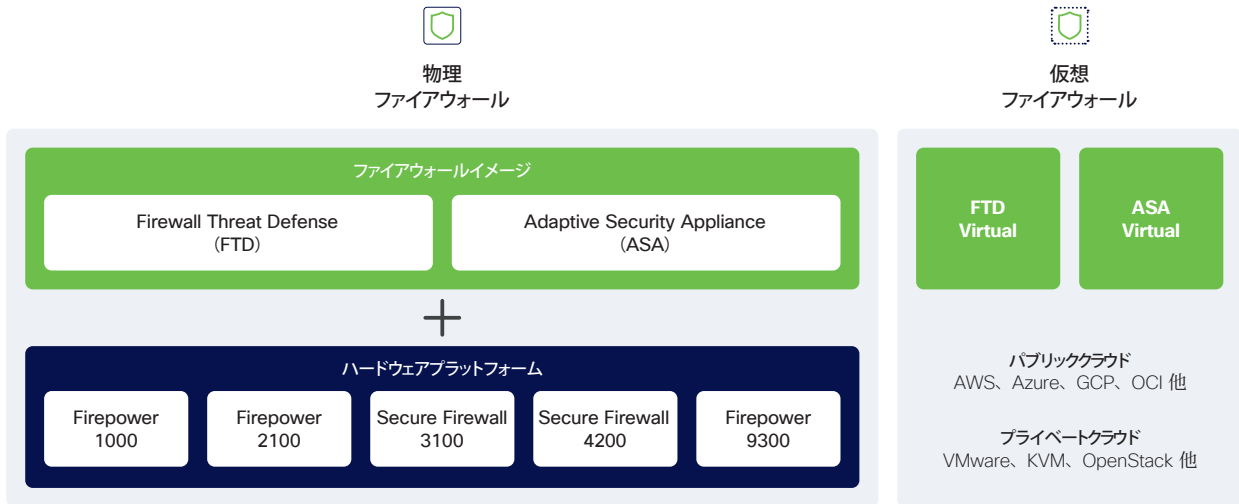 物理
ファイアウォール
ファイアウォールイメージ
Firewall Threat Defense
（FTD）
Adaptive Security Appliance
（ASA）
ハードウェアプラットフォーム
Firepower
1000
Firepower
2100
Secure Firewall
3100
Secure Firewall
4200
Firepower
9300
仮想
ファイアウォール
FTD
Virtual
ASA
Virtual
パブリッククラウド
AWS、Azure、GCP、OCI 他
プライベートクラウド
VMware、KVM、OpenStack 他